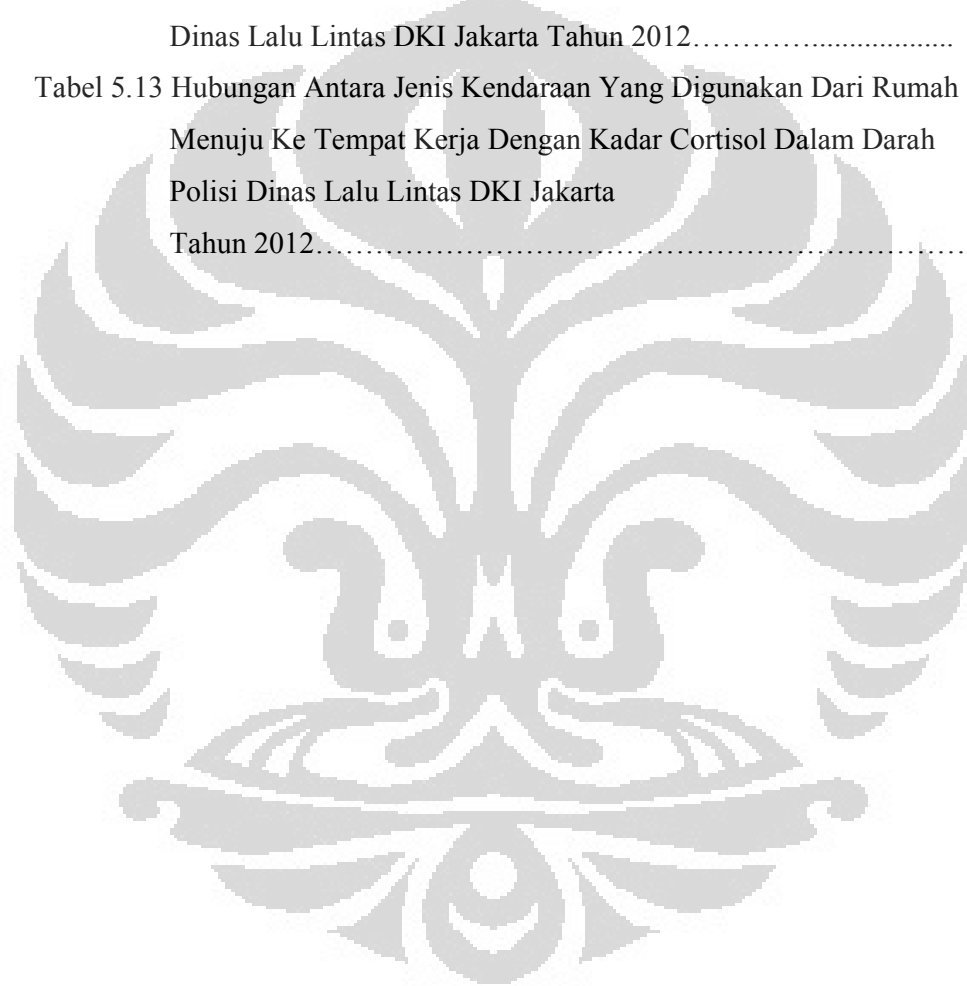 Dinas Lalu Lintas DKI Jakarta Tahun 2012…………...................
Tabel 5.13 Hubungan Antara Jenis Kendaraan Yang Digunakan Dari Rumah
Menuju Ke Tempat Kerja Dengan Kadar Cortisol Dalam Darah
Polisi Dinas Lalu Lintas DKI Jakarta
Tahun 2012……………………………………………………………